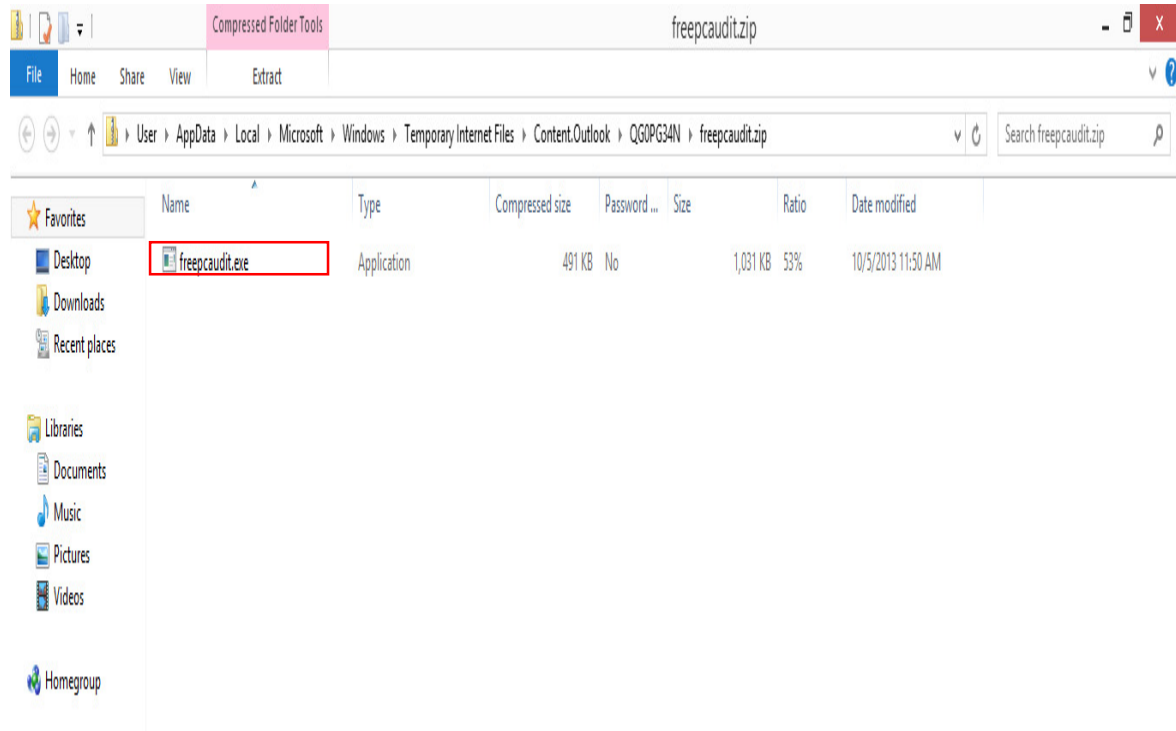 Compressed Folder Tools
freepcaudit.zip
File Home Share View Extract
User AppData Local Microsoft Windows Temporary Internet Files Content.Outlook QG0PG34N freepcaudit.zip
Search freepcaudit.zip
Name Type Compressed size Password ... Size Ratio Date modified
freepcaudit.exe Application 491 KB No 1,031 KB 53% 10/5/2013 11:50 AM
Favorites
Desktop
Downloads
Recent places
Libraries
Documents
Music
Pictures
Videos
Homegroup